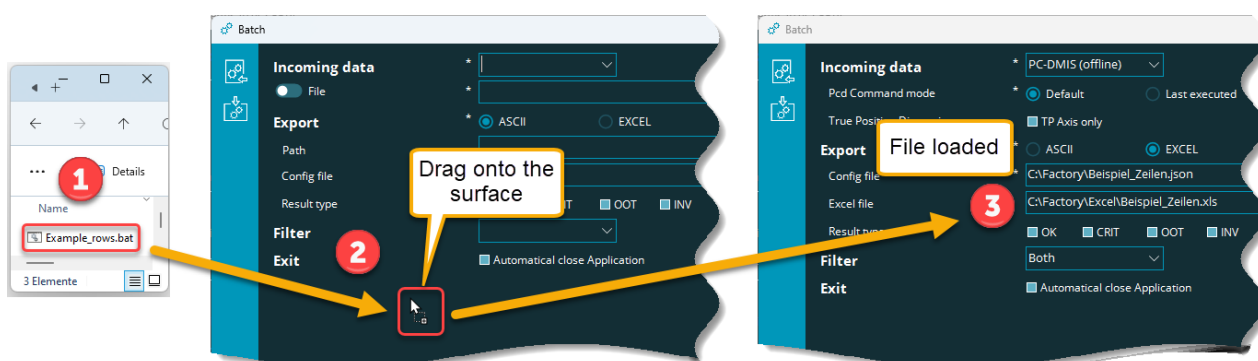 1
Details
Name
Example_rows.bat
3 Elemente
Batch
Incoming data
*
File
*
Export
*
ASCII
EXCEL
Path
Config file
Result type
OOT
INV
Filter
Exit
Automatical close Application
2
Drag onto the
surface
Batch
Incoming data
*
PC-DMIS (offline)
Pcd Command mode
*
Default
Last executed
TP Axis only
File loaded
Export
ASCII
EXCEL
Config file
*
C:\Factory\Beispiel_Zeilen.json
Excel file
C:\Factory\Excel\Beispiel_Zeilen.xls
3
OK
CRIT
OOT
INV
Filter
Both
Exit
Automatical close Application